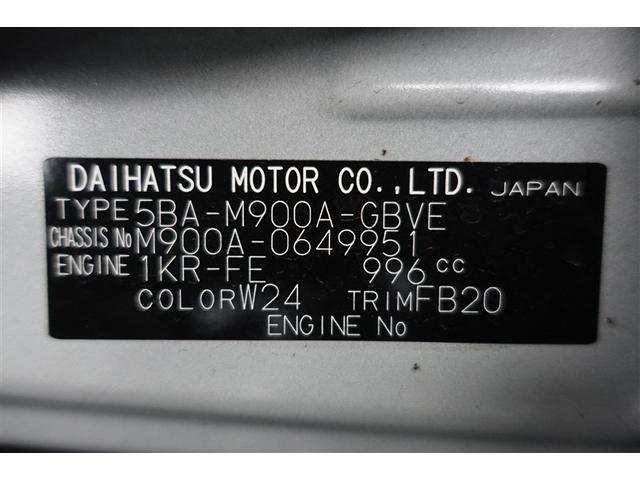 DAIHATSU MOTOR CO.,LTD. JAPAN
TYPE 5BA-M900A-GBVE
CHASSIS No M900A-0649951
ENGINE 1KR-FE 996 cc
COLOR W24 TRIM FB20
ENGINE No